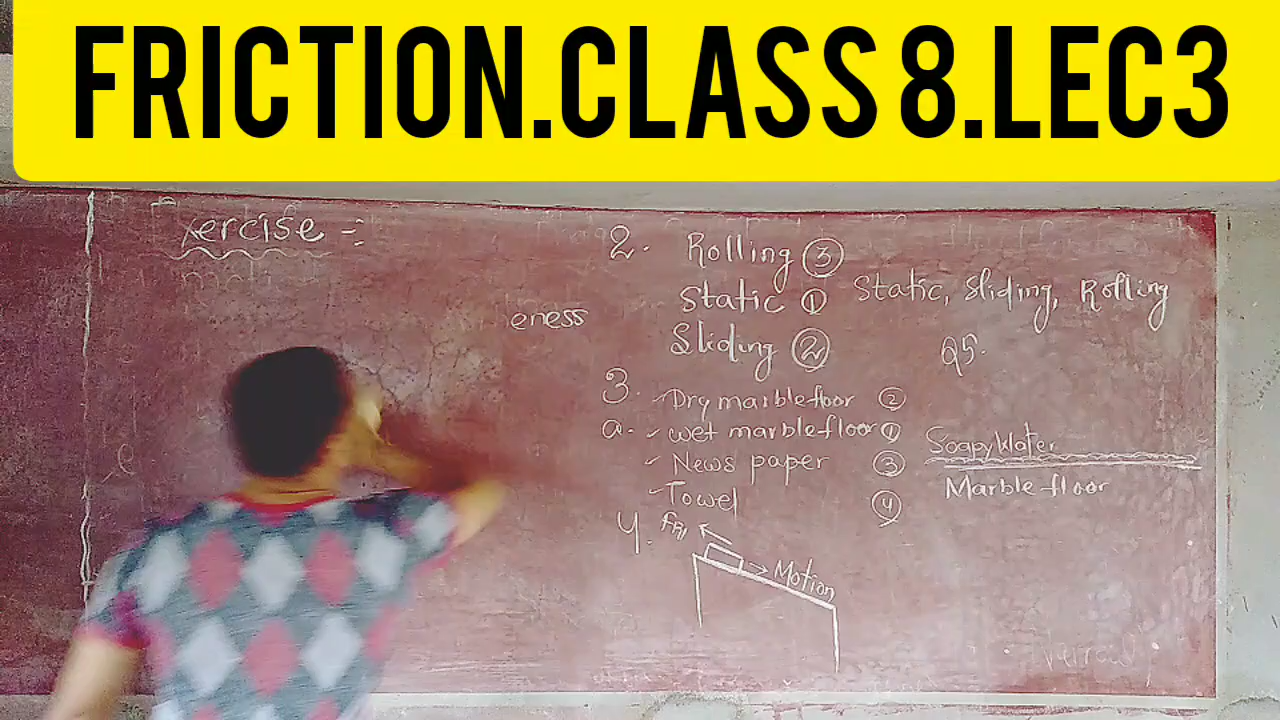 FRICTION.CLASS 8.LEC3
ercise -:
eness
2. Rolling ③
Static ①
Sliding ②
Static, Sliding, Rolling
Q5.
3.
a.
- Dry marble floor ②
- wet marble floor ①
- News paper ③
- Towel ④
Soapy Water
Marble floor
4.
→ Motion